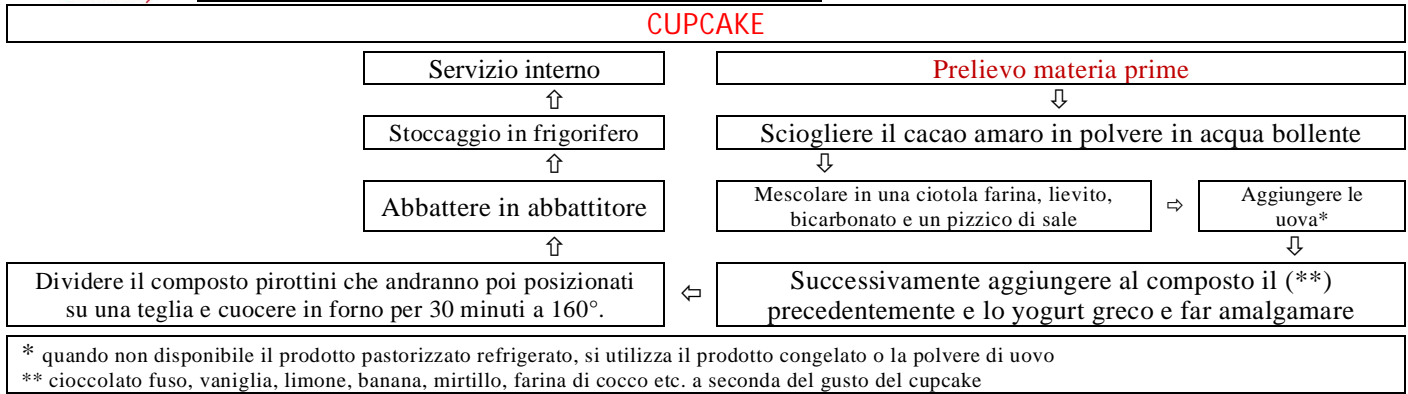 CUPCAKE
Servizio interno
Prelievo materia prime
⇧
⇩
Stoccaggio in frigorifero
Sciogliere il cacao amaro in polvere in acqua bollente
⇧
⇩
Abbattere in abbattitore
Mescolare in una ciotola farina, lievito,
bicarbonato e un pizzico di sale
⇨
Aggiungere le
uova*
⇧
⇩
Dividere il composto pirottini che andranno poi posizionati
su una teglia e cuocere in forno per 30 minuti a 160°.
⇦
Successivamente aggiungere al composto il (**)
precedentemente e lo yogurt greco e far amalgamare
* quando non disponibile il prodotto pastorizzato refrigerato, si utilizza il prodotto congelato o la polvere di uovo
** cioccolato fuso, vaniglia, limone, banana, mirtillo, farina di cocco etc. a seconda del gusto del cupcake